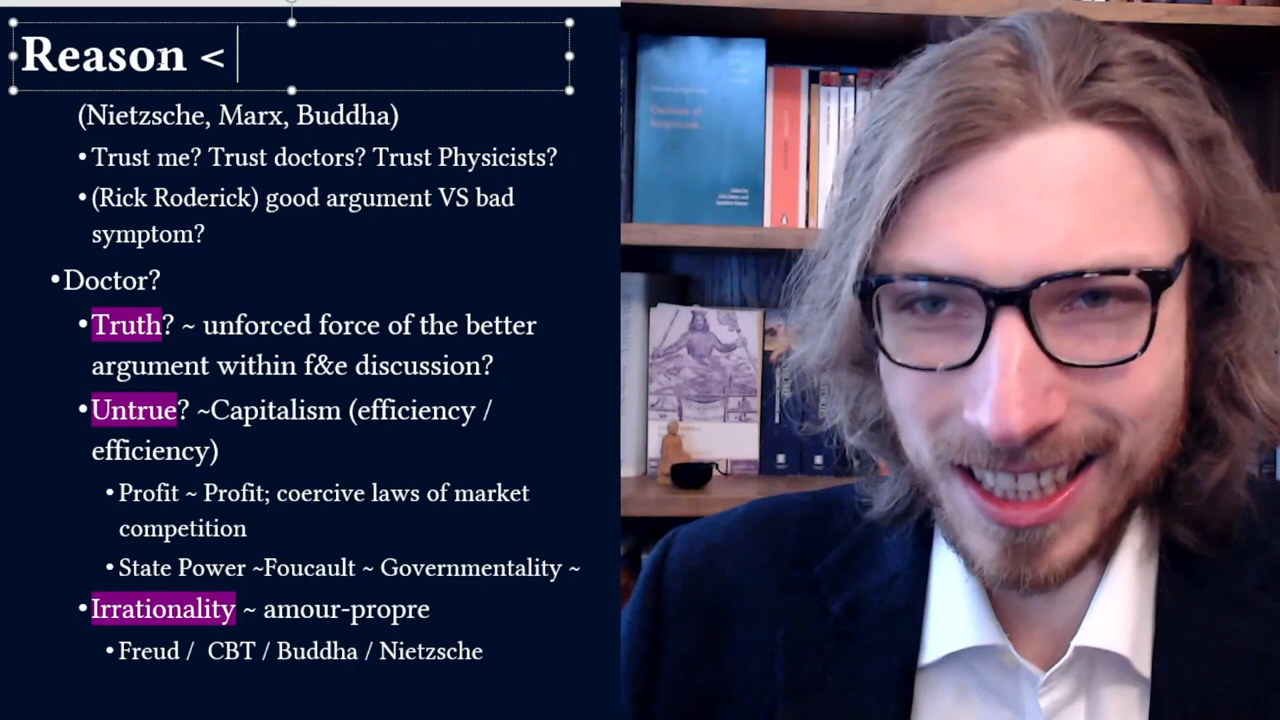 Reason <
(Nietzsche, Marx, Buddha)
• Trust me? Trust doctors? Trust Physicists?
• (Rick Roderick) good argument VS bad
symptom?
• Doctor?
• Truth? ~ unforced force of the better
argument within f&e discussion?
• Untrue? ~Capitalism (efficiency /
efficiency)
• Profit ~ Profit; coercive laws of market
competition
• State Power ~Foucault ~ Governmentality ~
• Irrationality ~ amour-propre
• Freud / CBT / Buddha / Nietzsche